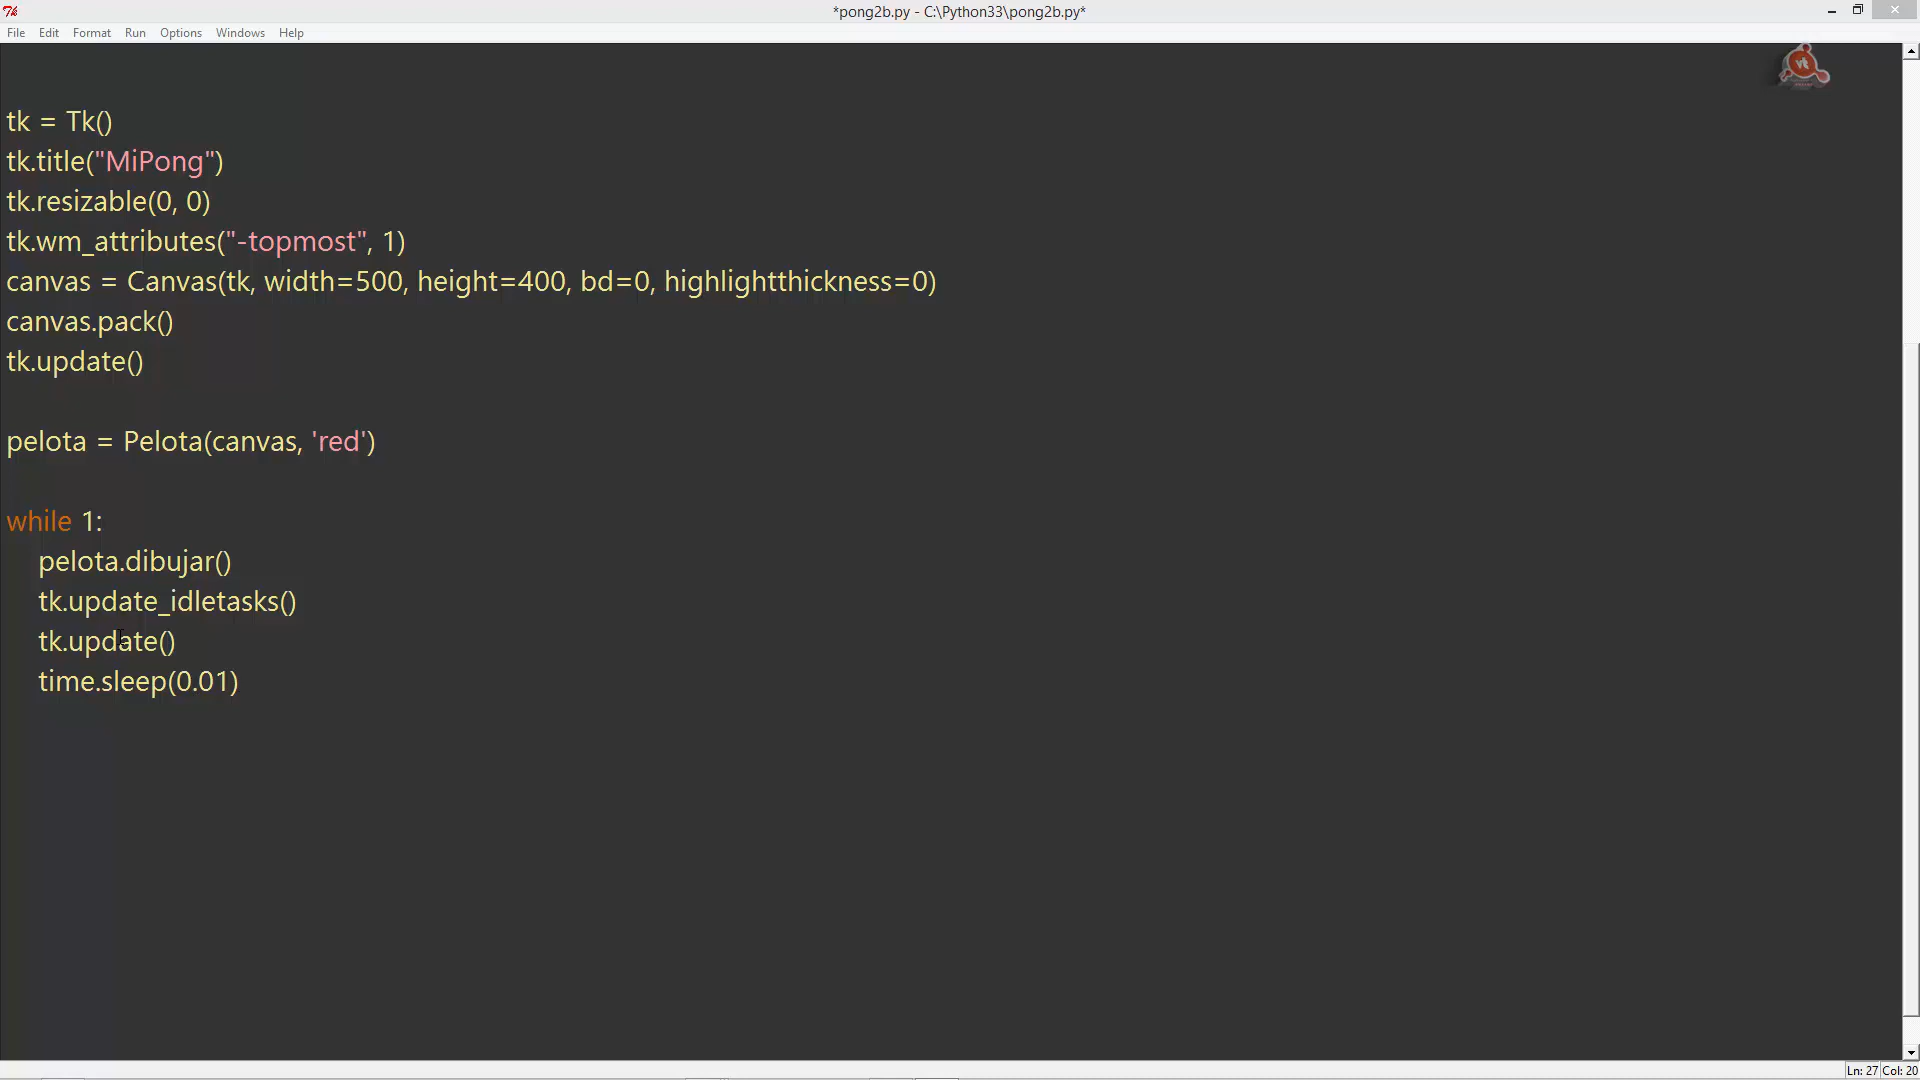 *pong2b.py - C:\Python33\pong2b.py*
File Edit Format Run Options Windows Help
vt
tk = Tk()
tk.title("MiPong")
tk.resizable(0, 0)
tk.wm_attributes("-topmost", 1)
canvas = Canvas(tk, width=500, height=400, bd=0, highlightthickness=0)
canvas.pack()
tk.update()
pelota = Pelota(canvas, 'red')
while 1:
pelota.dibujar()
tk.update_idletasks()
tk.update()
time.sleep(0.01)
Ln: 27 Col: 20